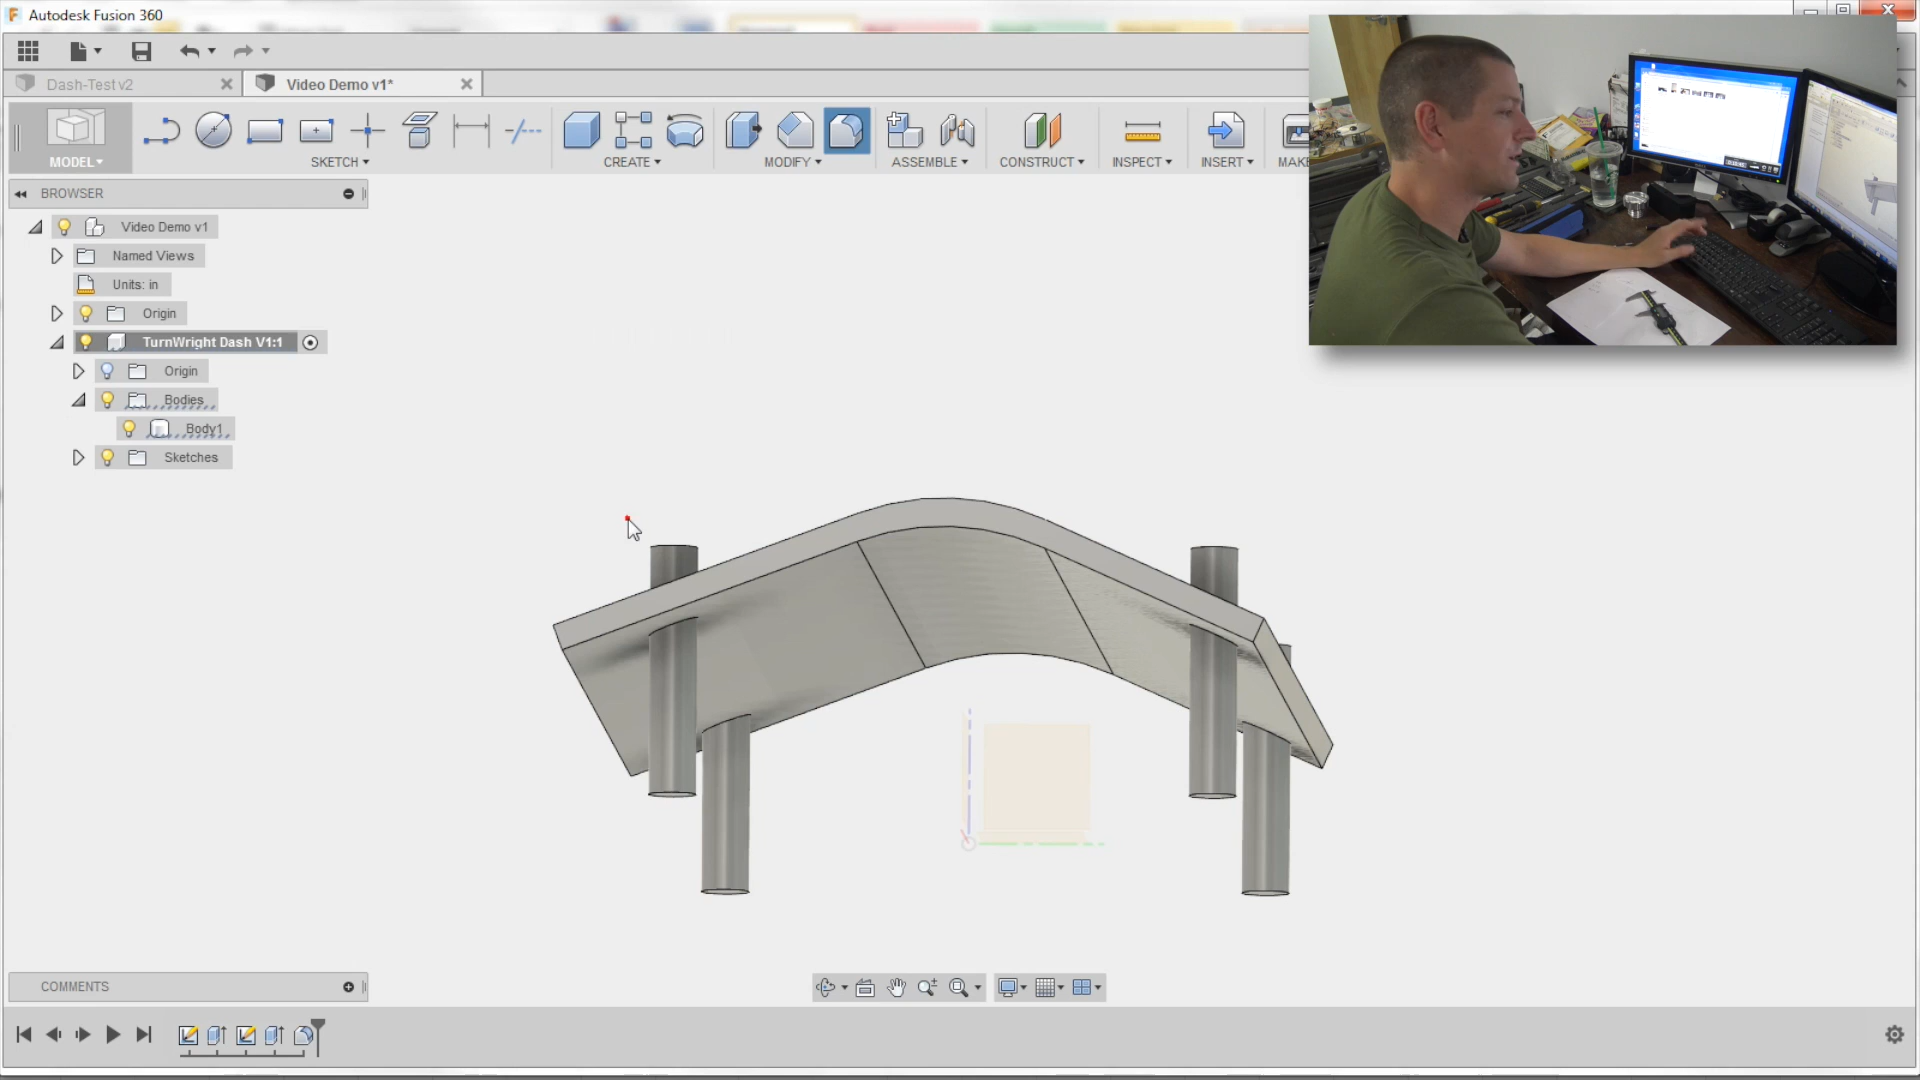 Autodesk Fusion 360
Dash-Test v2
Video Demo v1*
MODEL
SKETCH
CREATE
MODIFY
ASSEMBLE
CONSTRUCT
INSPECT
INSERT
MAK
BROWSER
Video Demo v1
Named Views
Units: in
Origin
TurnWright Dash V1:1
Origin
Bodies
Body1
Sketches
COMMENTS